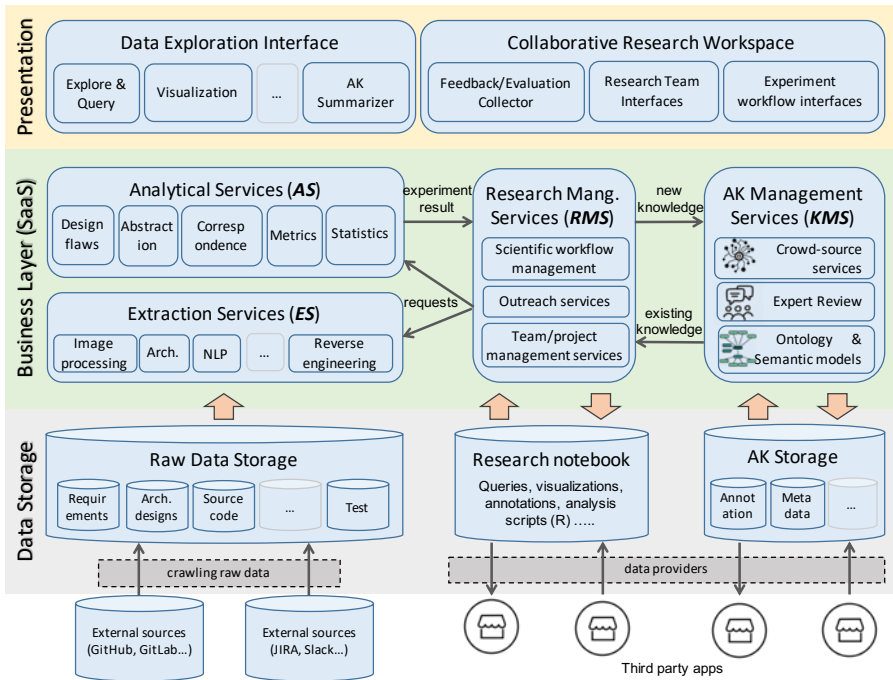 Presentation
Data Exploration Interface
Explore &
Query
Visualization
...
AK
Summarizer
Collaborative Research Workspace
Feedback/Evaluation
Collector
Research Team
Interfaces
Experiment
workflow interfaces
Business Layer (SaaS)
Analytical Services (AS)
Design
flaws
Abstract
ion
Corresp
ondence
Metrics
Statistics
experiment
result
requests
Extraction Services (ES)
Image
processing
Arch.
NLP
...
Reverse
engineering
Research Mang.
Services (RMS)
Scientific workflow
management
Outreach services
Team/project
management services
new
knowledge
existing
knowledge
AK Management
Services (KMS)
Crowd-source
services
Expert Review
Ontology &
Semantic models
Data Storage
Raw Data Storage
Requir
ements
Arch.
designs
Source
code
...
Test
Research notebook
Queries, visualizations,
annotations, analysis
scripts (R) .....
AK Storage
Annot
ation
Meta
data
...
crawling raw data
data providers
External sources
(GitHub, GitLab...)
External sources
(JIRA, Slack...)
Third party apps